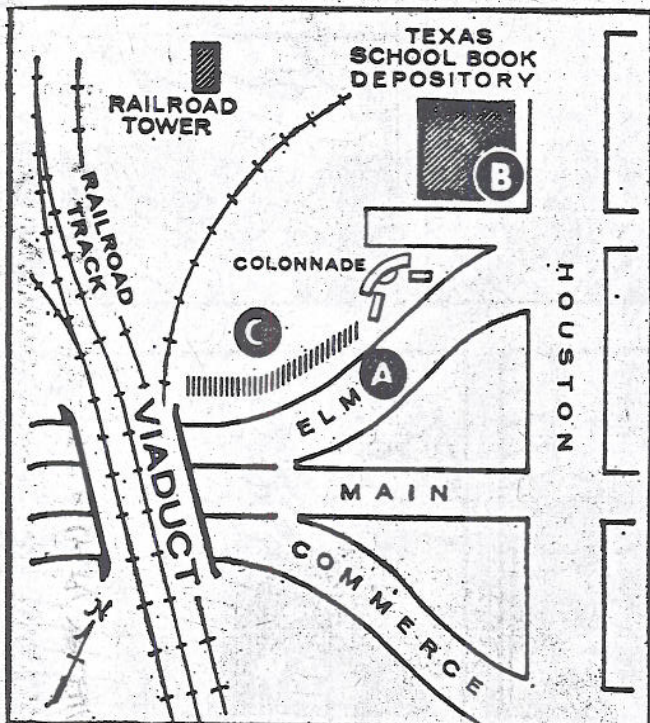 TEXAS
SCHOOL BOOK
DEPOSITORY
RAILROAD
TOWER
B
RAILROAD
TRACK
COLONNADE
HOUSTON
C
A
ELM
VIADUCT
MAIN
COMMERCE
N